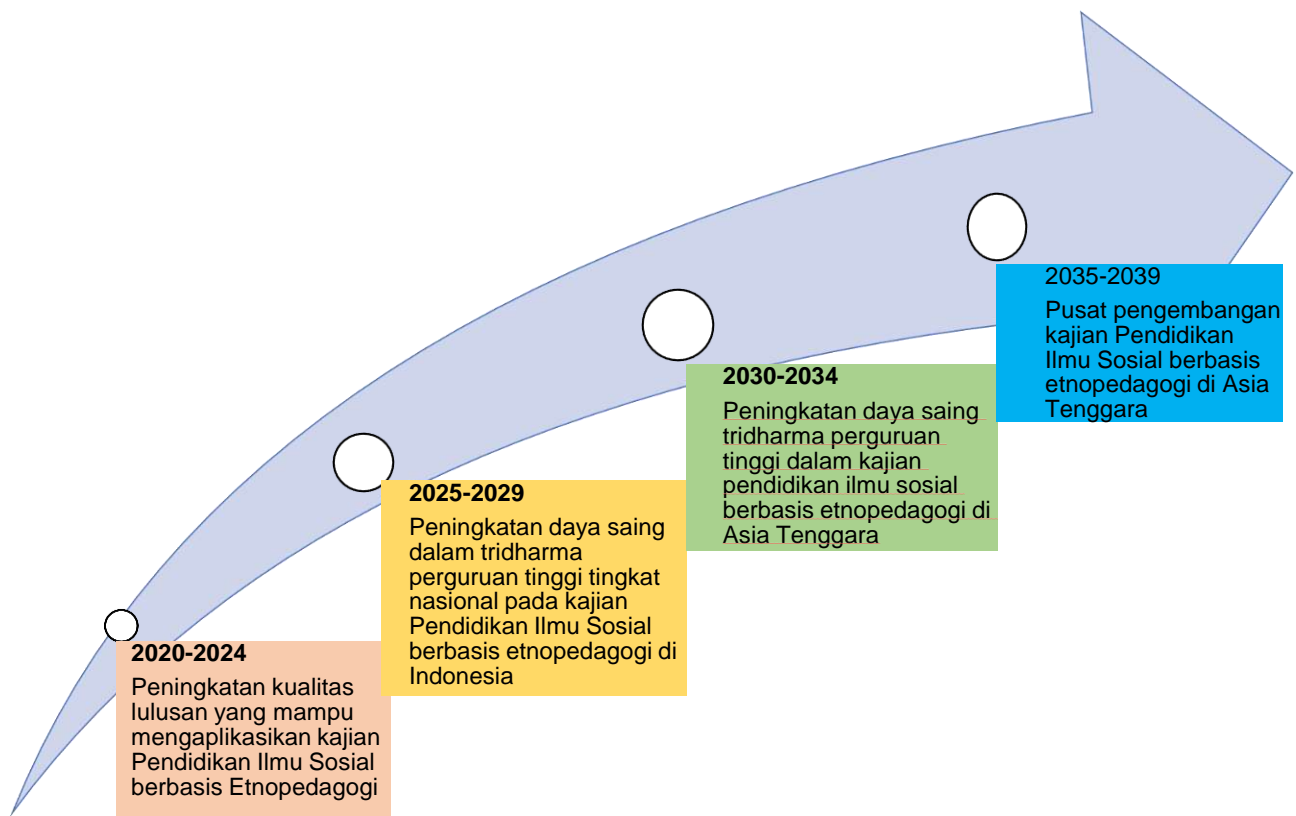 2020-2024
Peningkatan kualitas
lulusan yang mampu
mengaplikasikan kajian
Pendidikan Ilmu Sosial
berbasis Etnopedagogi
2025-2029
Peningkatan daya saing
dalam tridharma
perguruan tinggi tingkat
nasional pada kajian
Pendidikan Ilmu Sosial
berbasis etnopedagogi di
Indonesia
2030-2034
Peningkatan daya saing
tridharma perguruan
tinggi dalam kajian
pendidikan ilmu sosial
berbasis etnopedagogi di
Asia Tenggara
2035-2039
Pusat pengembangan
kajian Pendidikan
Ilmu Sosial berbasis
etnopedagogi di Asia
Tenggara